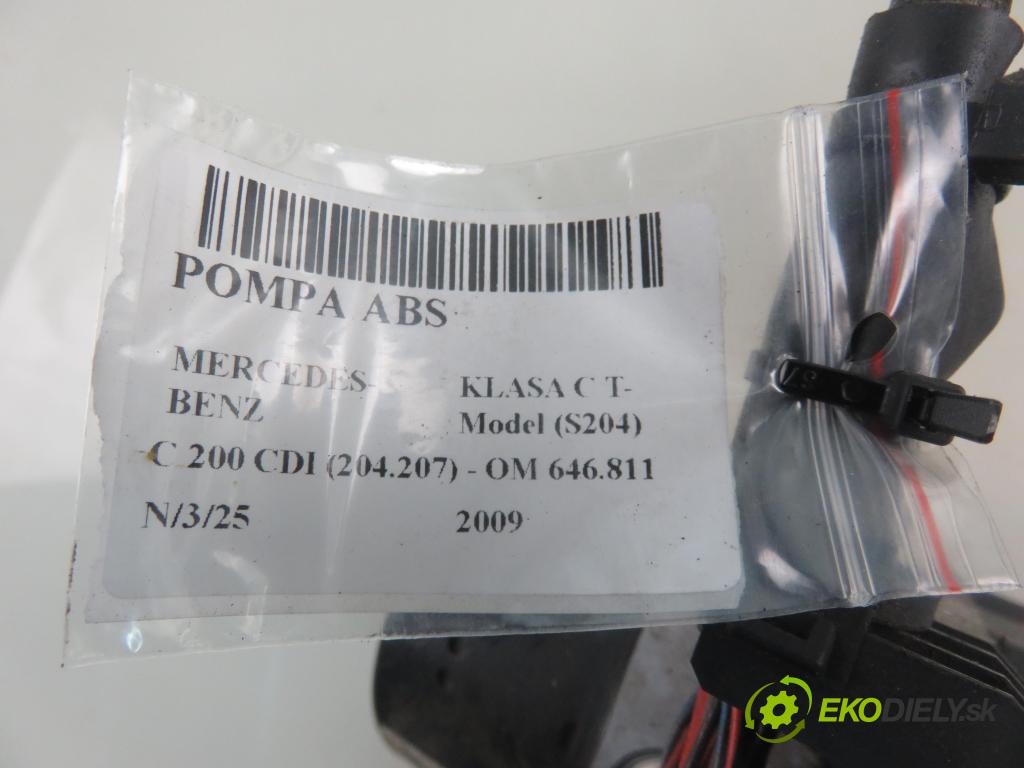 POMPA ABS
MERCEDES-
BENZ
KLASA C T-
Model (S204)
C 200 CDI (204.207) - OM 646.811
N/3/25
2009
EKODIELY.sk